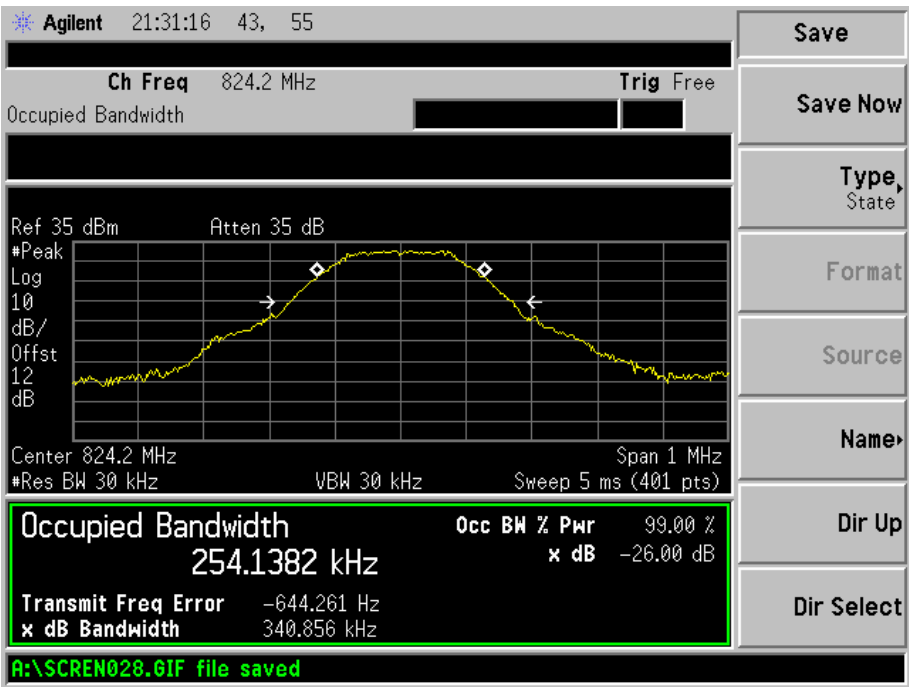 Agilent 21:31:16 43, 55
Ch Freq 824.2 MHz Trig Free
Occupied Bandwidth
Ref 35 dBm Atten 35 dB
#Peak
Log
10
dB/
Offst
12
dB
Center 824.2 MHz Span 1 MHz
#Res BW 30 kHz VBW 30 kHz Sweep 5 ms (401 pts)
Occupied Bandwidth
254.1382 kHz
Occ BW % Pwr 99.00 %
x dB -26.00 dB
Transmit Freq Error -644.261 Hz
x dB Bandwidth 340.856 kHz
A:\SCREN028.GIF file saved
Save
Save Now
Type
State
Format
Source
Name
Dir Up
Dir Select